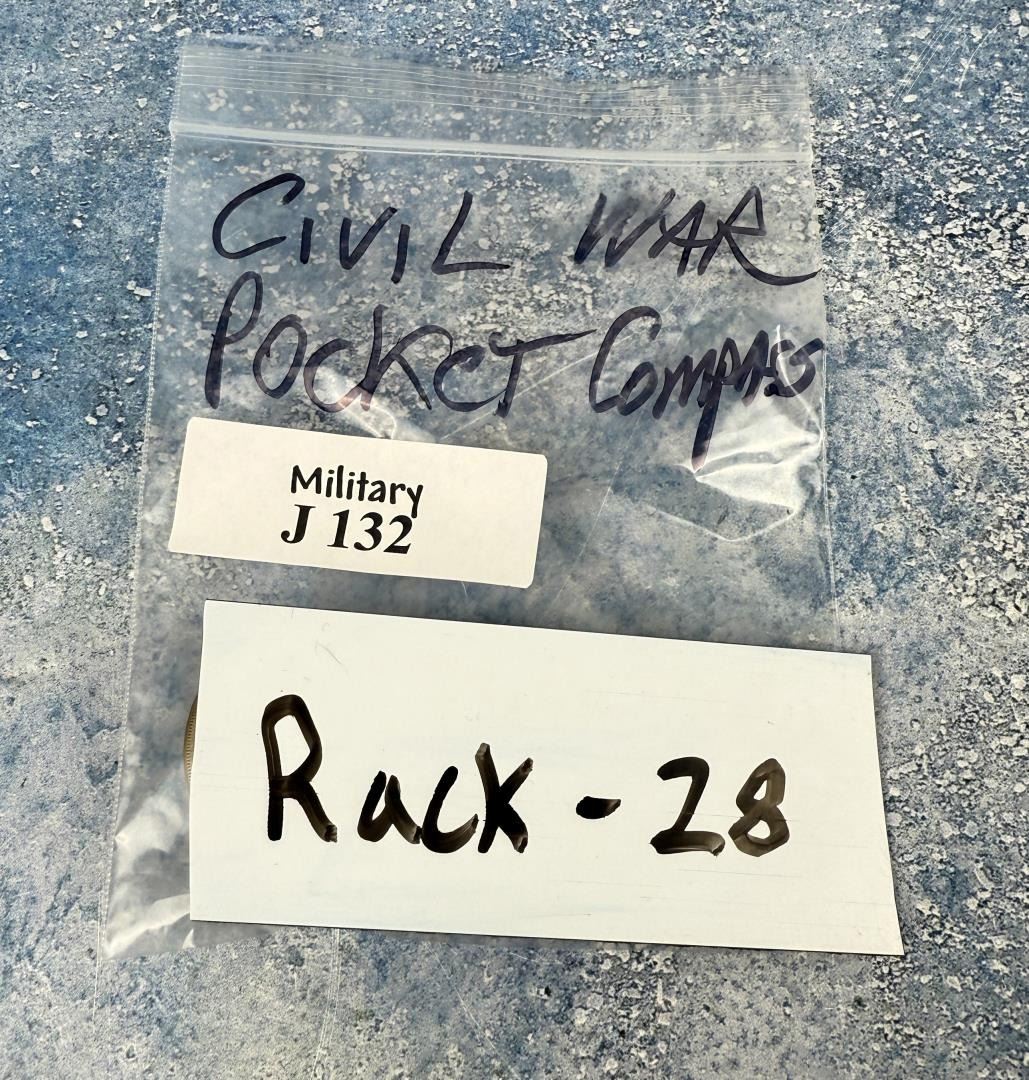 CIVIL WAR
POCKET Compass
Military
J 132
Rack - 28